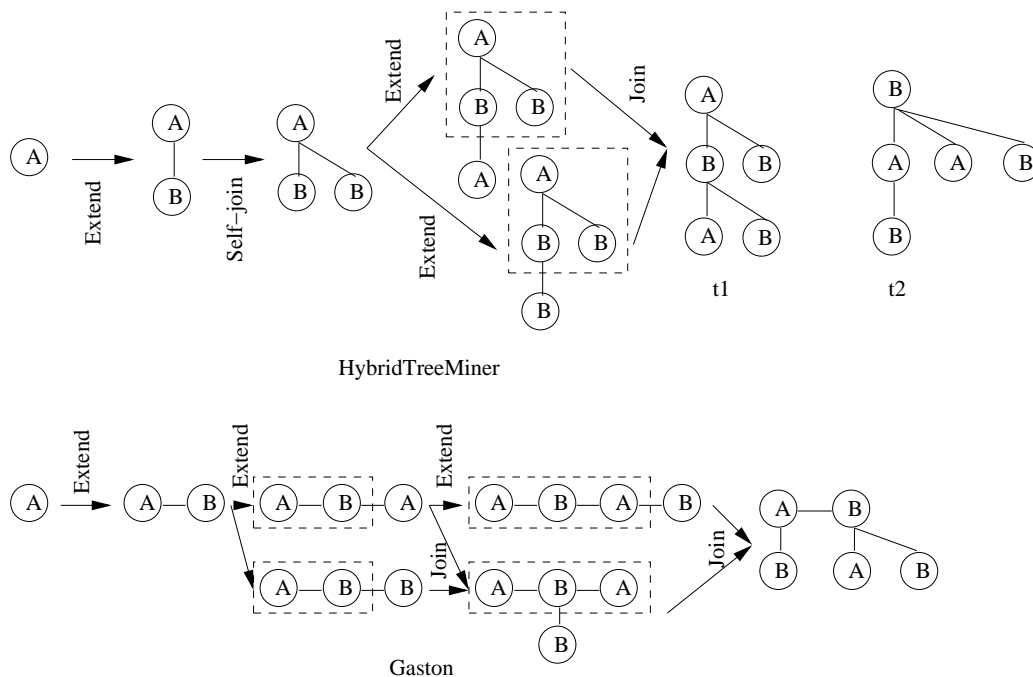 A
Extend
A
B
Self-join
A
B B
Extend
A
B B
A
Extend
A
B B
B
Join
A
B B
A B
t1
B
A A B
B
t2
HybridTreeMiner
A
Extend
A B
Extend
A B A
A B B
Extend
Join
A B A B
A B A
B
Join
A B
B A B
Gaston